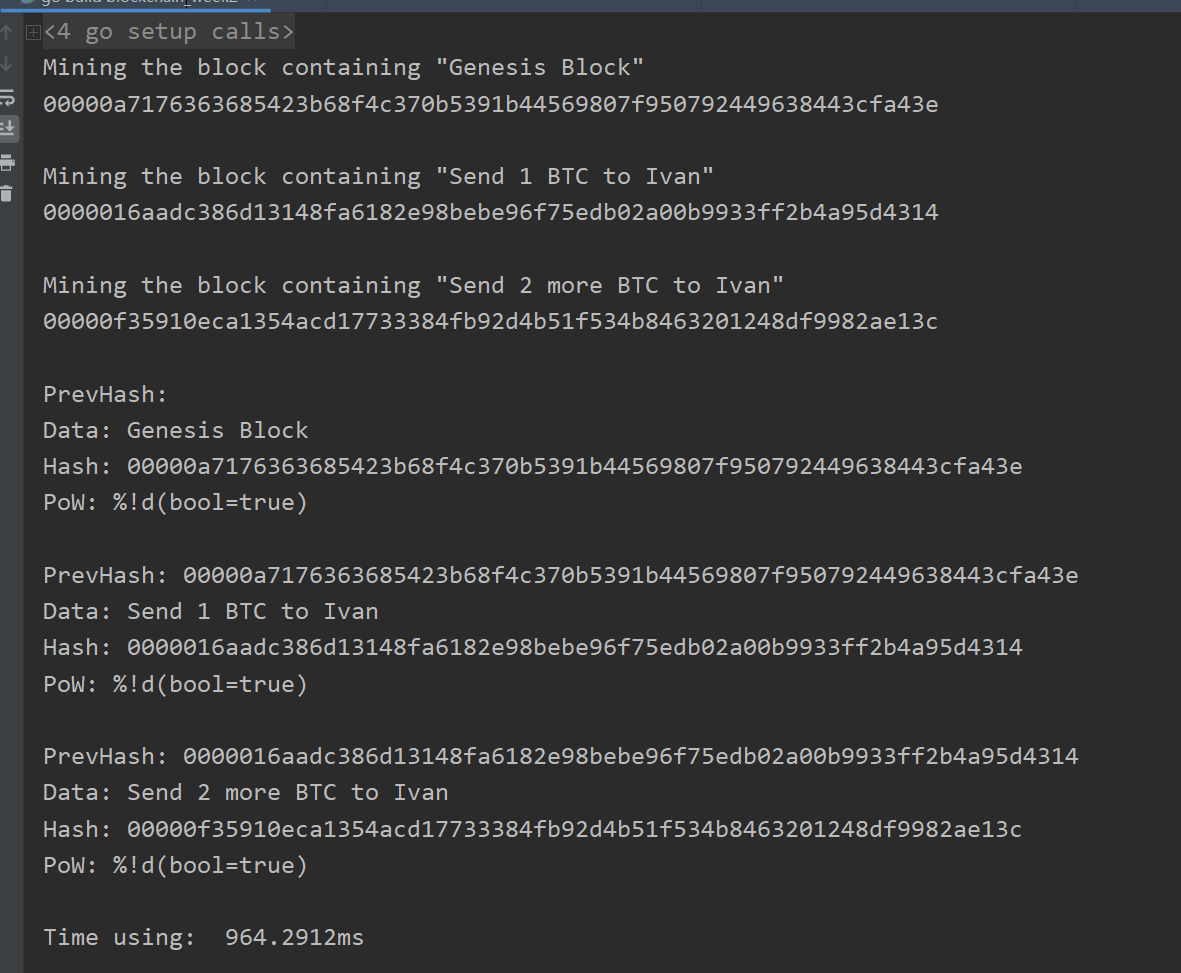 <4 go setup calls>
Mining the block containing "Genesis Block"
00000a7176363685423b68f4c370b5391b44569807f950792449638443cfa43e
Mining the block containing "Send 1 BTC to Ivan"
0000016aadc386d13148fa6182e98bebe96f75edb02a00b9933ff2b4a95d4314
Mining the block containing "Send 2 more BTC to Ivan"
00000f35910eca1354acd17733384fb92d4b51f534b8463201248df9982ae13c
PrevHash:
Data: Genesis Block
Hash: 00000a7176363685423b68f4c370b5391b44569807f950792449638443cfa43e
PoW: %!d(bool=true)
PrevHash: 00000a7176363685423b68f4c370b5391b44569807f950792449638443cfa43e
Data: Send 1 BTC to Ivan
Hash: 0000016aadc386d13148fa6182e98bebe96f75edb02a00b9933ff2b4a95d4314
PoW: %!d(bool=true)
PrevHash: 0000016aadc386d13148fa6182e98bebe96f75edb02a00b9933ff2b4a95d4314
Data: Send 2 more BTC to Ivan
Hash: 00000f35910eca1354acd17733384fb92d4b51f534b8463201248df9982ae13c
PoW: %!d(bool=true)
Time using:  964.2912ms